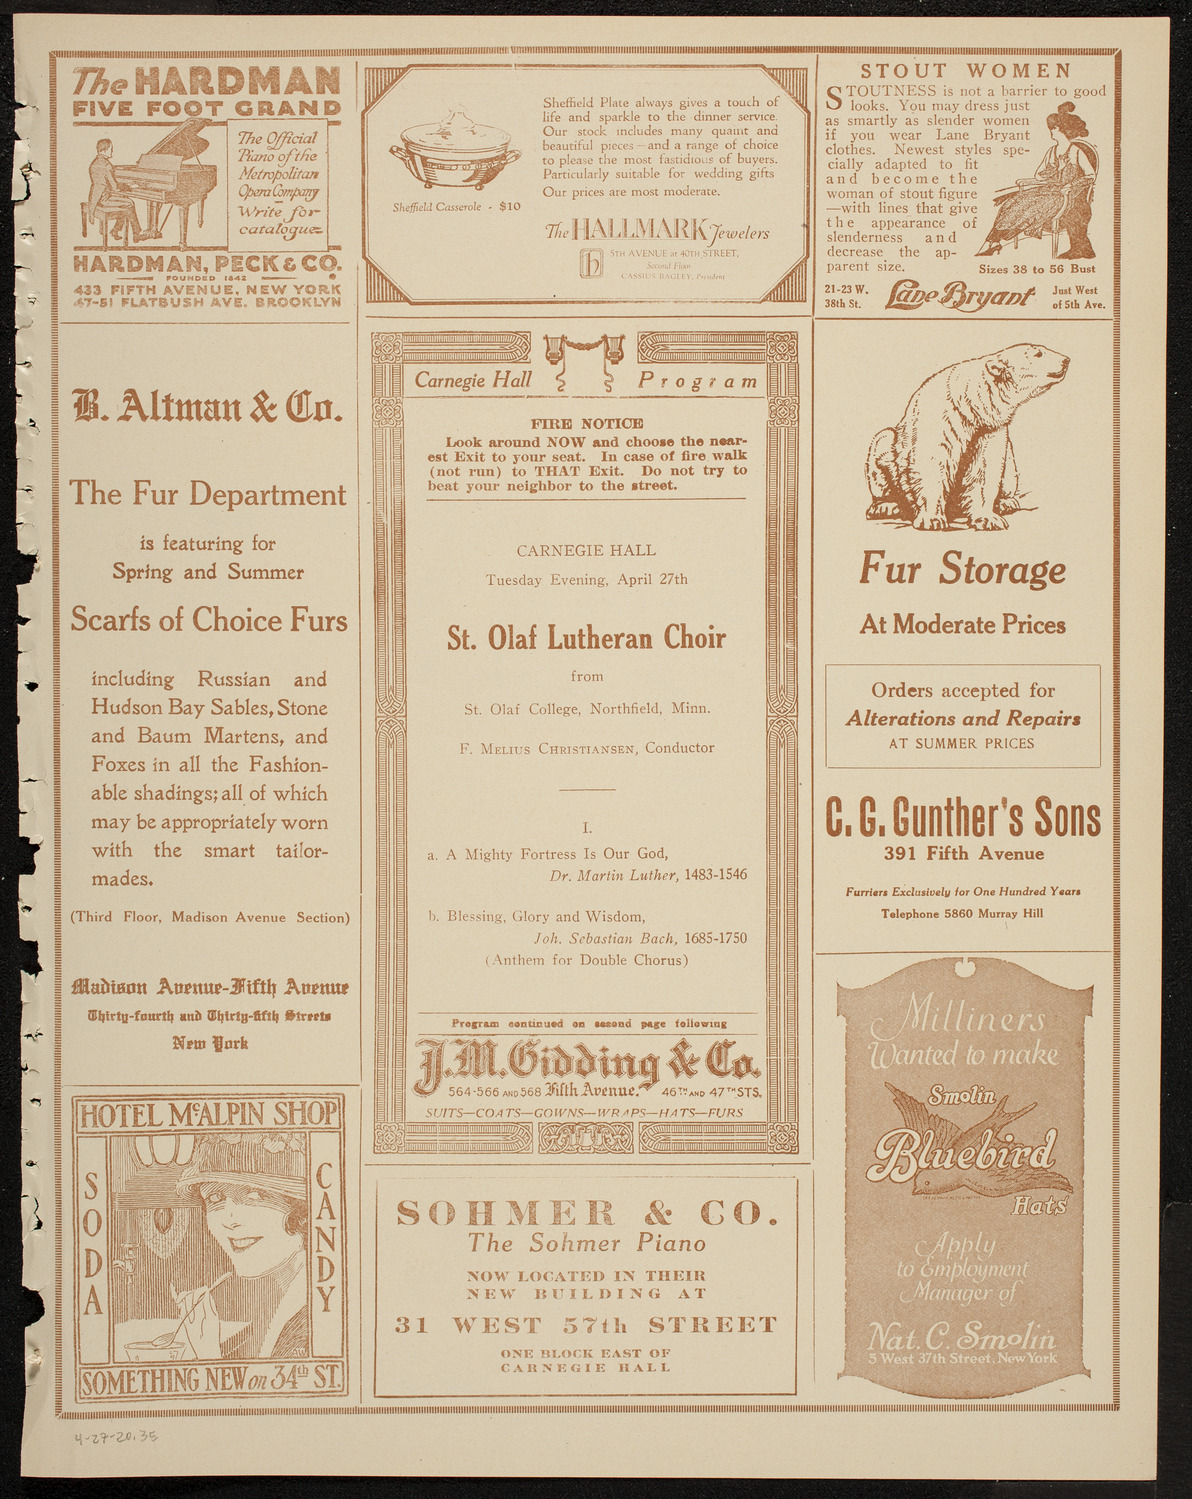 The HARDMAN
FIVE FOOT GRAND
The Official
Piano of the
Metropolitan
Opera Company
Write for
catalogue
HARDMAN, PECK & CO.
FOUNDED 1842
433 FIFTH AVENUE, NEW YORK
47-51 FLATBUSH AVE. BROOKLYN
Sheffield Casserole - $10
Sheffield Plate always gives a touch of
life and sparkle to the dinner service.
Our stock includes many quaint and
beautiful pieces—and a range of choice
to please the most fastidious of buyers.
Particularly suitable for wedding gifts
Our prices are most moderate.
The HALLMARK Jewelers
h
5TH AVENUE at 40TH STREET,
Second Floor
CASSIUS BAGLEY, President
STOUT WOMEN
STOUTNESS is not a barrier to good
looks. You may dress just
as smartly as slender women
if you wear Lane Bryant
clothes. Newest styles spe-
cially adapted to fit
and become the
woman of stout figure
—with lines that give
the appearance of
slenderness and
decrease the ap-
parent size.
Sizes 38 to 56 Bust
21-23 W.
38th St.
Lane Bryant
Just West
of 5th Ave.
B. Altman & Co.
The Fur Department
is featuring for
Spring and Summer
Scarfs of Choice Furs
including Russian and
Hudson Bay Sables, Stone
and Baum Martens, and
Foxes in all the Fashion-
able shadings; all of which
may be appropriately worn
with the smart tailor-
mades.
(Third Floor, Madison Avenue Section)
Madison Avenue-Fifth Avenue
Thirty-fourth and Thirty-fifth Streets
New York
HOTEL McALPIN SHOP
SODA
CANDY
SOMETHING NEW on 34th ST.
Carnegie Hall Program
FIRE NOTICE
Look around NOW and choose the near-
est Exit to your seat. In case of fire walk
(not run) to THAT Exit. Do not try to
beat your neighbor to the street.
CARNEGIE HALL
Tuesday Evening, April 27th
St. Olaf Lutheran Choir
from
St. Olaf College, Northfield, Minn.
F. MELIUS CHRISTIANSEN, Conductor
I.
a. A Mighty Fortress Is Our God,
Dr. Martin Luther, 1483-1546
b. Blessing, Glory and Wisdom,
Joh. Sebastian Bach, 1685-1750
(Anthem for Double Chorus)
Program continued on second page following
J.M. Gidding & Co.
564-566 AND 568 Fifth Avenue. 46TH AND 47TH STS.
SUITS—COATS—GOWNS—WRAPS—HATS—FURS
SOHMER & CO.
The Sohmer Piano
NOW LOCATED IN THEIR
NEW BUILDING AT
31 WEST 57th STREET
ONE BLOCK EAST OF
CARNEGIE HALL
Fur Storage
At Moderate Prices
Orders accepted for
Alterations and Repairs
AT SUMMER PRICES
C. G. Gunther's Sons
391 Fifth Avenue
Furriers Exclusively for One Hundred Years
Telephone 5860 Murray Hill
Milliners
Wanted to make
Smolin
Bluebird
Hats
Apply
to Employment
Manager of
Nat. C. Smolin
5 West 37th Street, New York
4-27-20.35